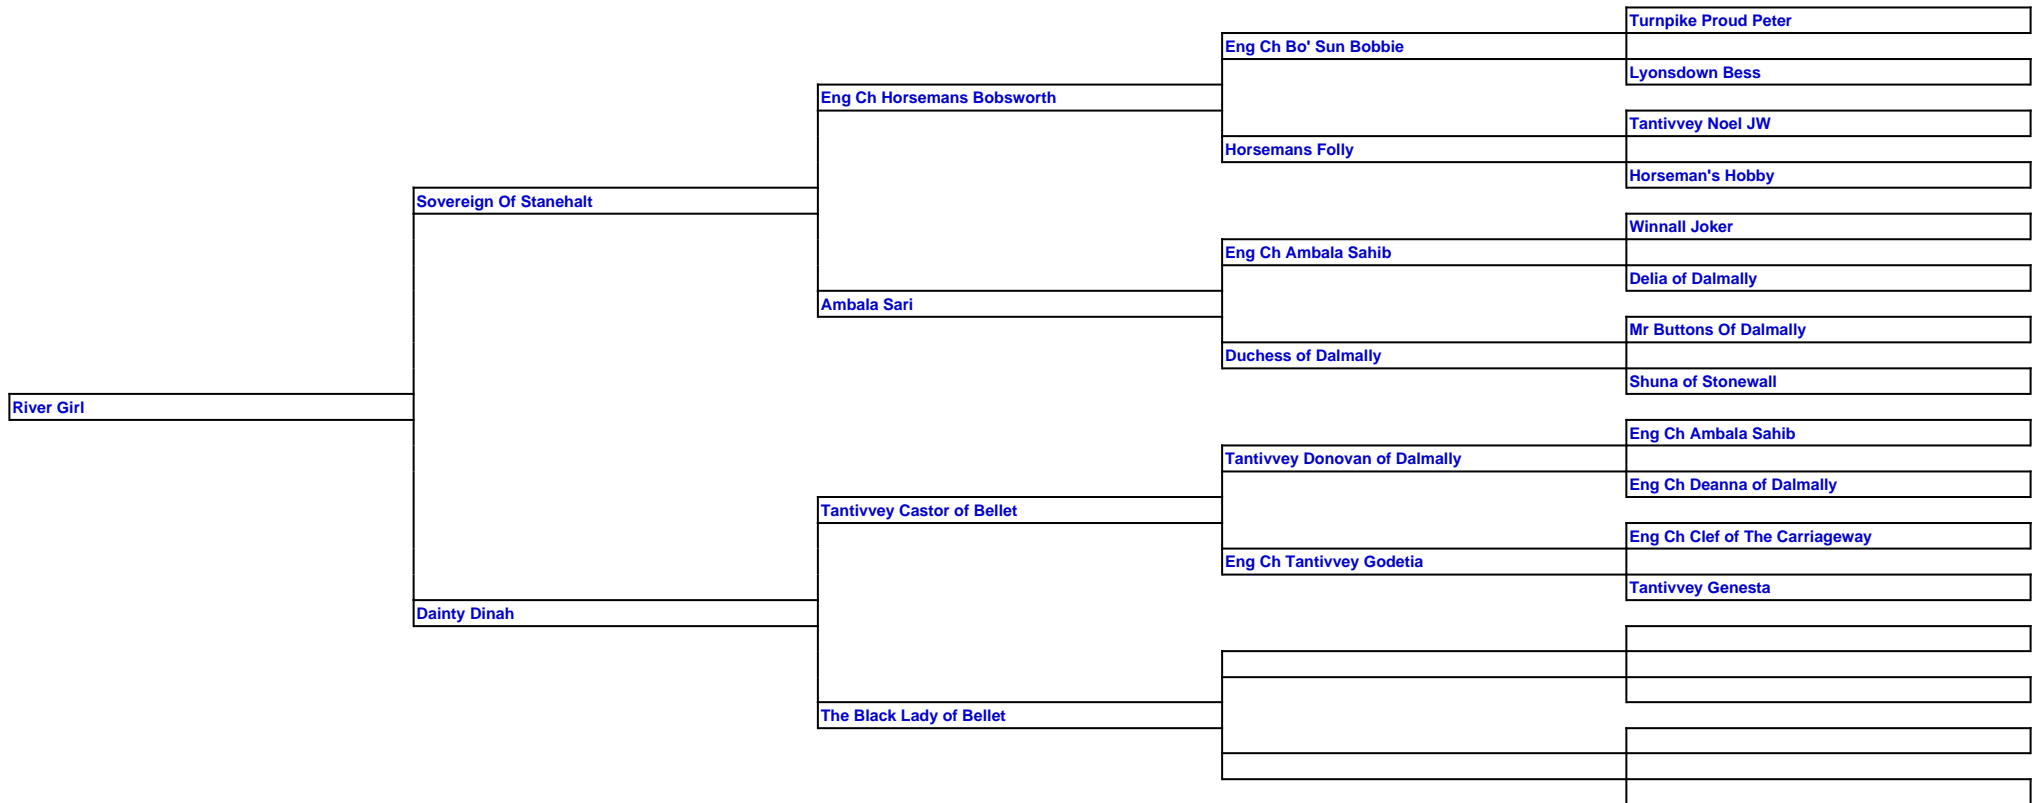 Turnpike Proud Peter
Eng Ch Bo' Sun Bobbie
Lyonsdown Bess
Eng Ch Horsemans Bobsworth
Tantivvey Noel JW
Horsemans Folly
Horseman's Hobby
Sovereign Of Stanehalt
Winnall Joker
Eng Ch Ambala Sahib
Delia of Dalmally
Ambala Sari
Mr Buttons Of Dalmally
Duchess of Dalmally
Shuna of Stonewall
River Girl
Eng Ch Ambala Sahib
Tantivvey Donovan of Dalmally
Eng Ch Deanna of Dalmally
Tantivvey Castor of Bellet
Eng Ch Clef of The Carriageway
Eng Ch Tantivvey Godetia
Tantivvey Genesta
Dainty Dinah
The Black Lady of Bellet